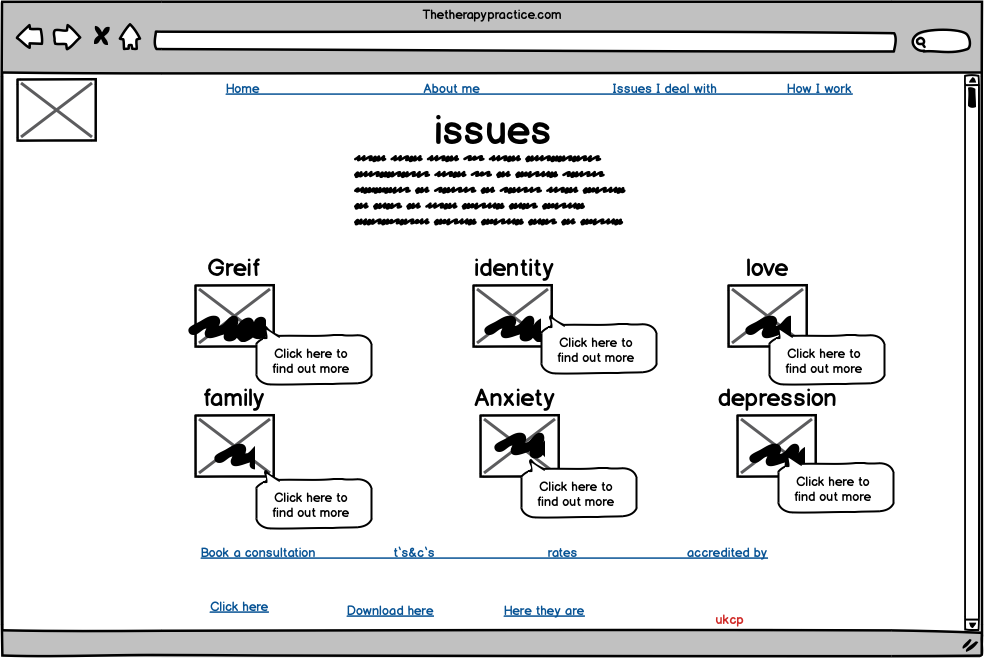 Thetherapypractice.com
Home About me Issues I deal with How I work
issues
Greif identity love
Click here to find out more
Click here to find out more
Click here to find out more
family Anxiety depression
Click here to find out more
Click here to find out more
Click here to find out more
Book a consultation t's&c's rates accredited by
Click here Download here Here they are ukcp